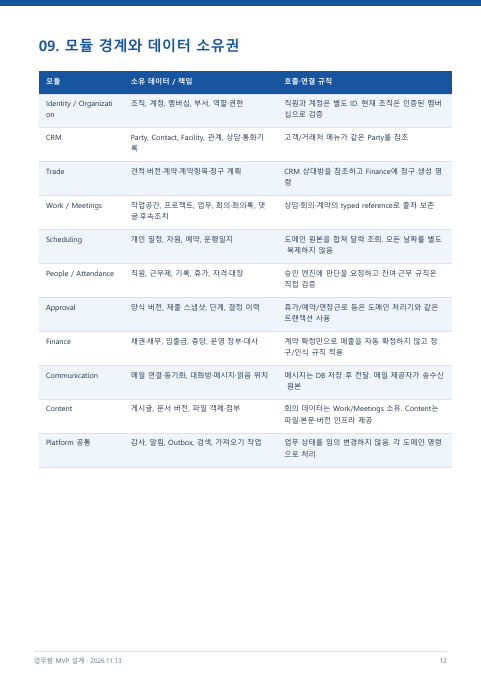 09. 모듈 경계와 데이터 소유권
모듈 소유 데이터 / 책임 호출·연결 규칙
Identity / Organizati 조직, 계정, 멤버십, 부서, 역할·권한 직원과 계정은 별도 ID. 현재 조직은 인증된 멤버
on 십으로 검증
CRM Party, Contact, Facility, 관계, 상담·통화기 고객/거래처 메뉴가 같은 Party를 참조
록
Trade 견적·버전·계약·계약항목·청구 계획 CRM 상대방을 참조하고 Finance에 청구 생성 명
령
Work / Meetings 작업공간, 프로젝트, 업무, 회의·회의록, 댓 상담·회의·계약의 typed reference로 출처 보존
글·후속조치
Scheduling 개인 일정, 자원, 예약, 운행일지 도메인 원본을 합쳐 달력 조회. 모든 날짜를 별도
복제하지 않음
People / Attendance 직원, 근무제, 기록, 휴가, 자격·대장 승인 엔진에 판단을 요청하고 잔여·근무 규칙은
직접 검증
Approval 양식 버전, 제출 스냅샷, 단계, 결정 이력 휴가/예약/연장근로 등은 도메인 처리기와 같은
트랜잭션 사용
Finance 채권·채무, 입출금, 충당, 운영 장부·대사 계약 확정만으로 매출을 자동 확정하지 않고 청
구/인식 규칙 적용
Communication 메일 연결·동기화, 대화방·메시지·읽음 위치 메시지는 DB 저장 후 전달. 메일 제공자가 송수신
원본
Content 게시글, 문서 버전, 파일 객체·첨부 회의 데이터는 Work/Meetings 소유. Content는
파일·본문·버전 인프라 제공
Platform 공통 감사, 알림, Outbox, 검색, 가져오기 작업 업무 상태를 임의 변경하지 않음. 각 도메인 명령
으로 처리
업무함 MVP 설계 · 2026.11.13 12